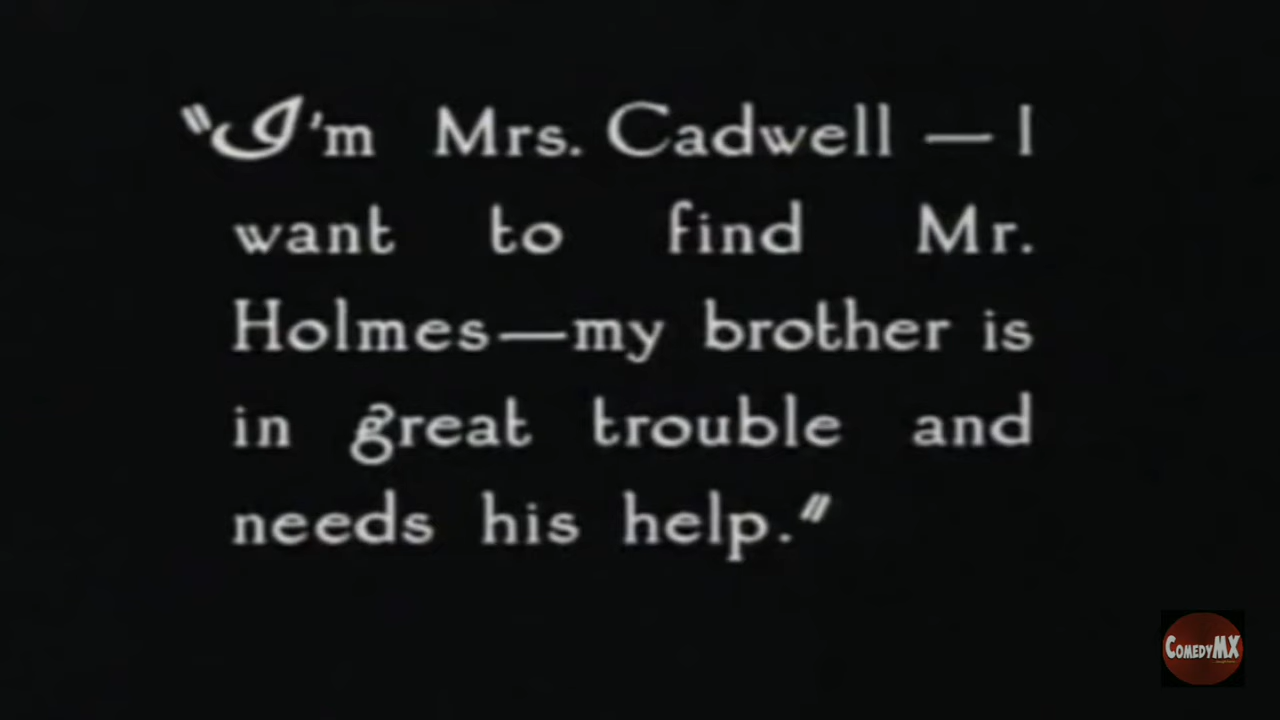 "I'm Mrs. Cadwell — I
want to find Mr.
Holmes—my brother is
in great trouble and
needs his help."
COMEDYMX